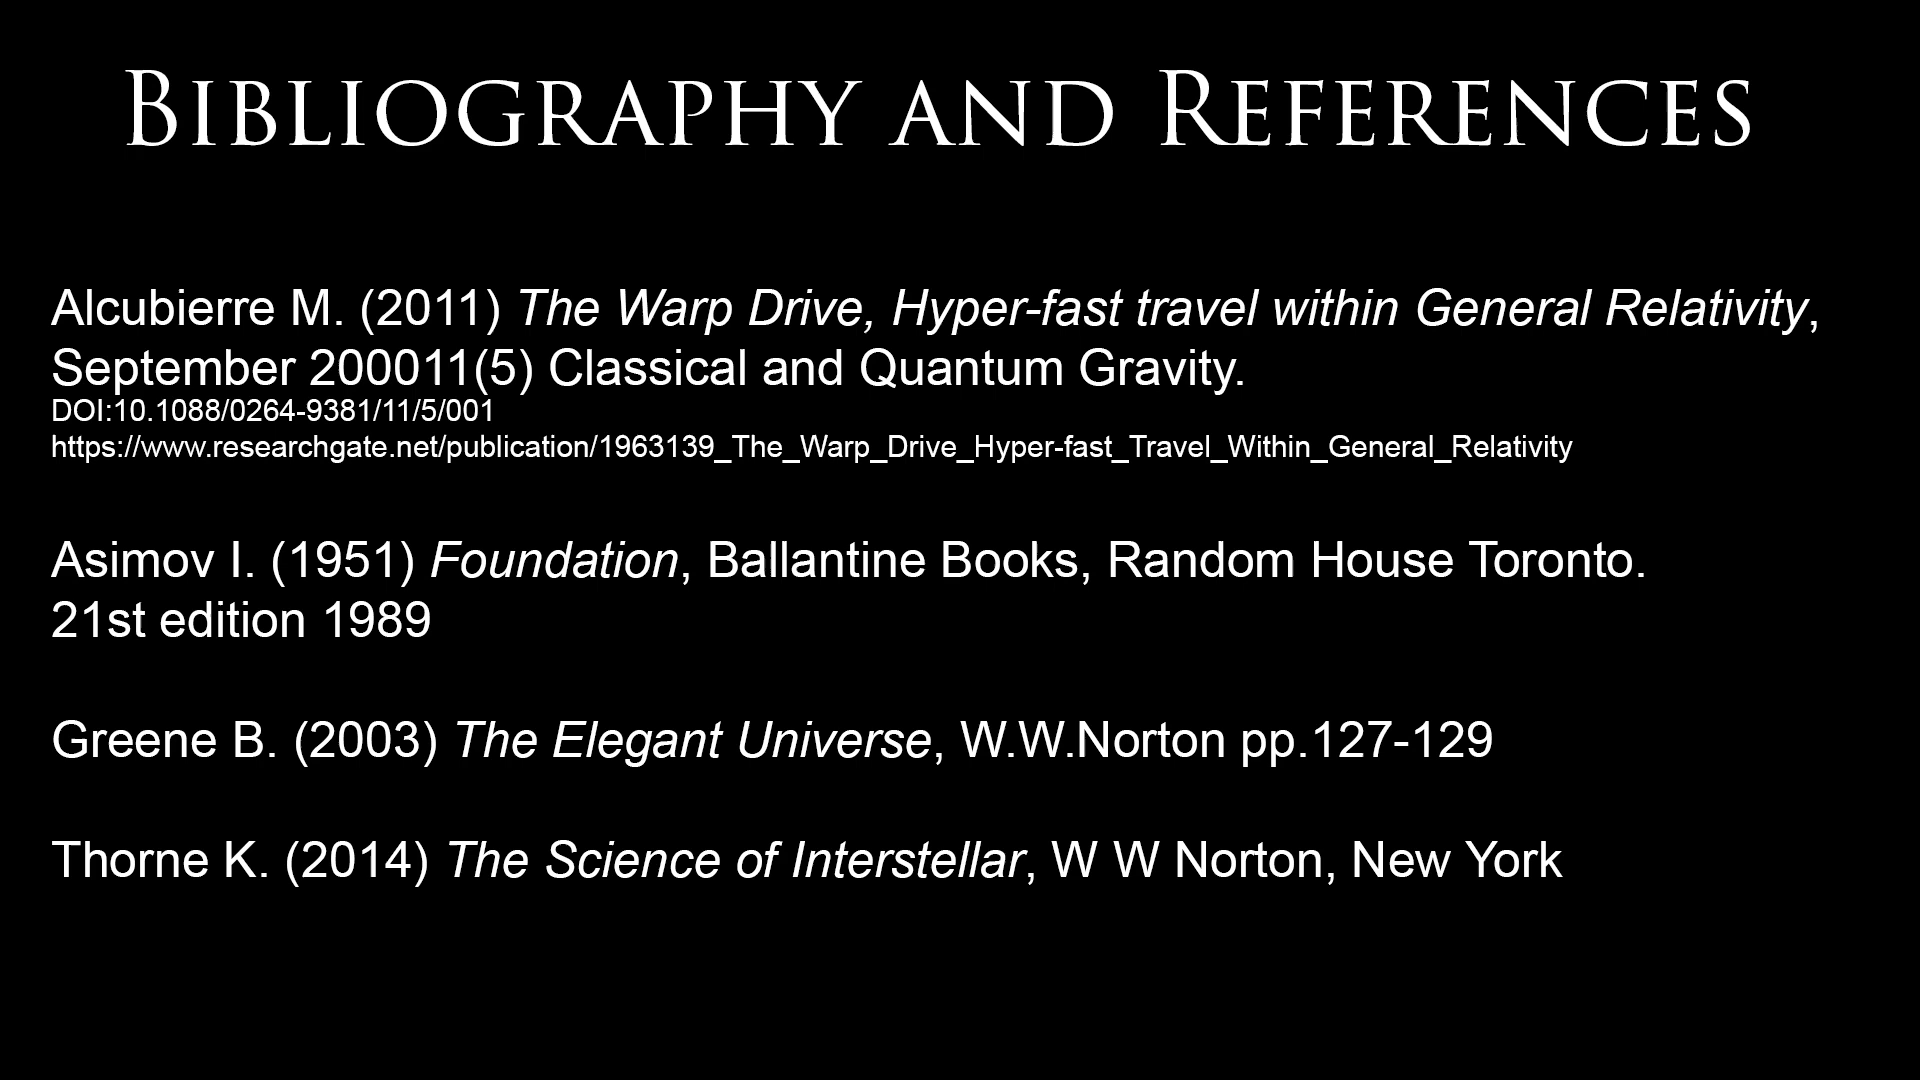 Bibliography and References
Alcubierre M. (2011) The Warp Drive, Hyper-fast travel within General Relativity,
September 200011(5) Classical and Quantum Gravity.
DOI:10.1088/0264-9381/11/5/001
https://www.researchgate.net/publication/1963139_The_Warp_Drive_Hyper-fast_Travel_Within_General_Relativity
Asimov I. (1951) Foundation, Ballantine Books, Random House Toronto.
21st edition 1989
Greene B. (2003) The Elegant Universe, W.W.Norton pp.127-129
Thorne K. (2014) The Science of Interstellar, W W Norton, New York